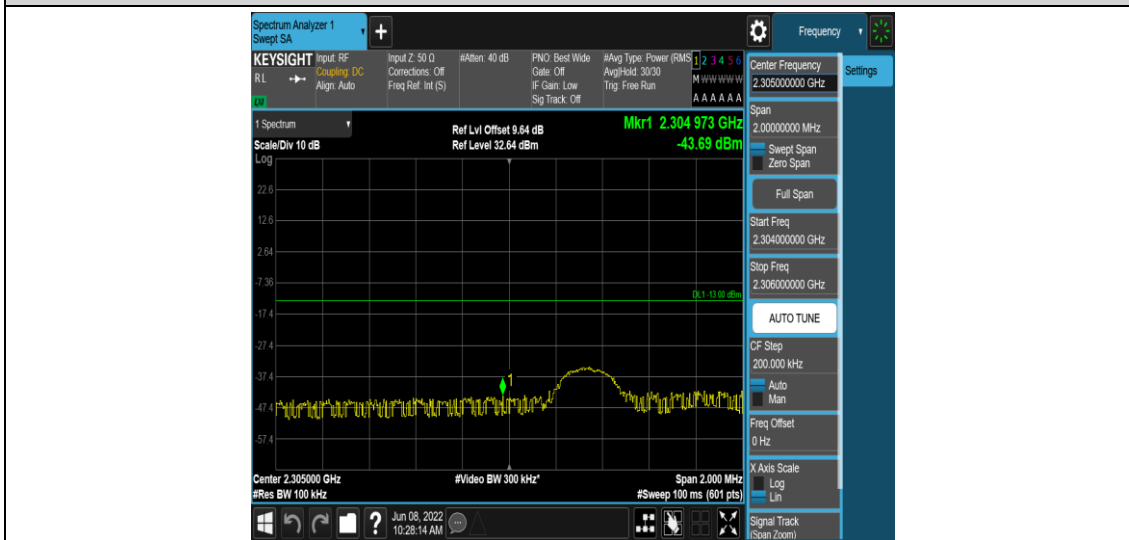 Spectrum Analyzer 1
Swept SA
+
Frequency
KEYSIGHT
Input: RF
Input Z: 50 Ω
#Atten: 40 dB
PNO: Best Wide
#Avg Type: Power (RMS
1 2 3 4 5 6
RL
Coupling: DC
Corrections: Off
Gate: Off
Avg|Hold: 30/30
M W W W W W
Align: Auto
Freq Ref: Int (S)
IF Gain: Low
Trig: Free Run
Sig Track: Off
A A A A A A
1 Spectrum
Ref Lvl Offset 9.64 dB
Mkr1 2.304 973 GHz
Scale/Div 10 dB
Ref Level 32.64 dBm
-43.69 dBm
Log
22.6
12.6
2.64
-7.36
DL1 -13.00 dBm
-17.4
-27.4
-37.4
1
-47.4
-57.4
Center 2.305000 GHz
#Video BW 300 kHz*
Span 2.000 MHz
#Res BW 100 kHz
#Sweep 100 ms (601 pts)
?
Jun 08, 2022
10:28:14 AM
Center Frequency
2.305000000 GHz
Settings
Span
2.00000000 MHz
Swept Span
Zero Span
Full Span
Start Freq
2.304000000 GHz
Stop Freq
2.306000000 GHz
AUTO TUNE
CF Step
200.000 kHz
Auto
Man
Freq Offset
0 Hz
X Axis Scale
Log
Lin
Signal Track
(Span Zoom)